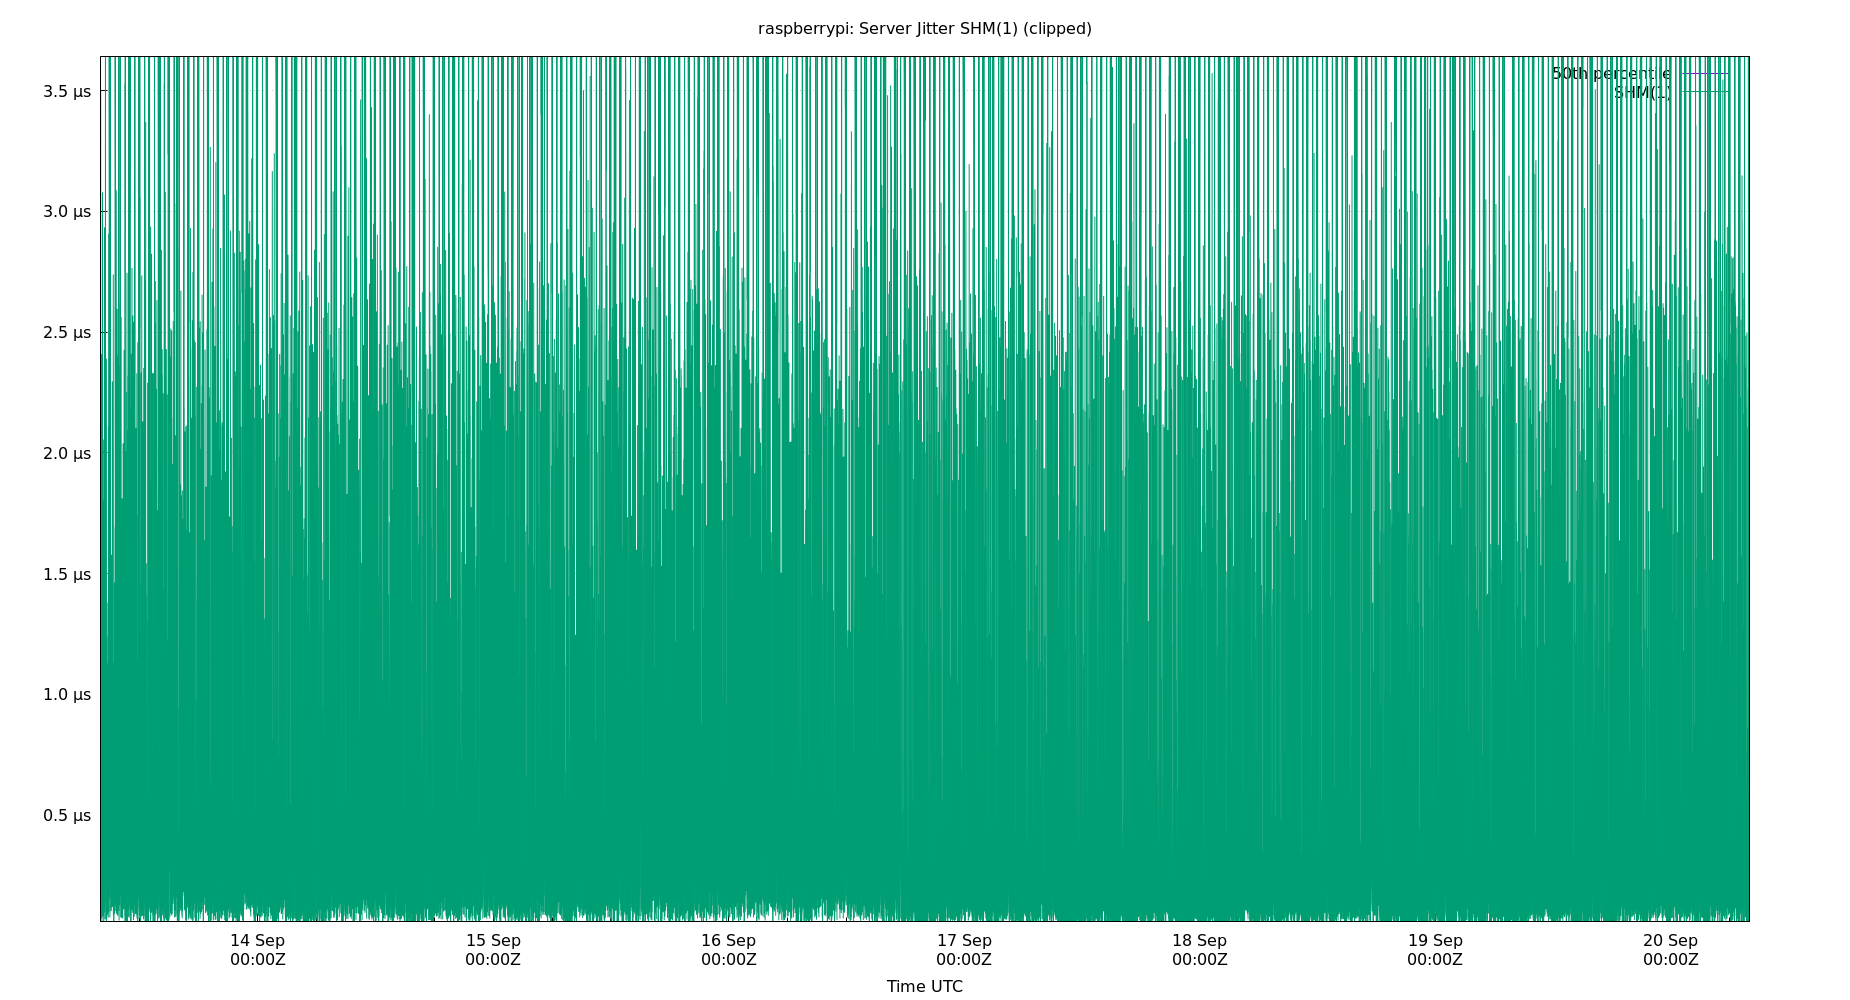 raspberrypi: Server Jitter SHM(1) (clipped)
50th percentile
SHM(1)
3.5 µs
3.0 µs
2.5 µs
2.0 µs
1.5 µs
1.0 µs
0.5 µs
14 Sep 15 Sep 16 Sep 17 Sep 18 Sep 19 Sep 20 Sep
00:00Z 00:00Z 00:00Z 00:00Z 00:00Z 00:00Z 00:00Z
Time UTC